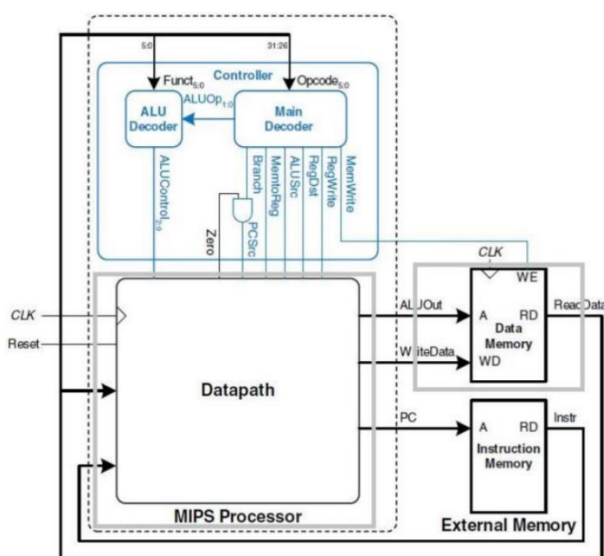 5:0
31:26
Controller
Funct5:0
Opcode5:0
ALUOp1:0
ALU
Decoder
Main
Decoder
ALUControl2:0
Branch
MemtoReg
ALUSrc
RegDst
RegWrite
MemWrite
Zero
PCSrc
CLK
WE
CLK
Reset
ALUOut
A
RD
ReadData
Data
Memory
WriteData
WD
Datapath
PC
A
RD
Instr
Instruction
Memory
MIPS Processor
External Memory